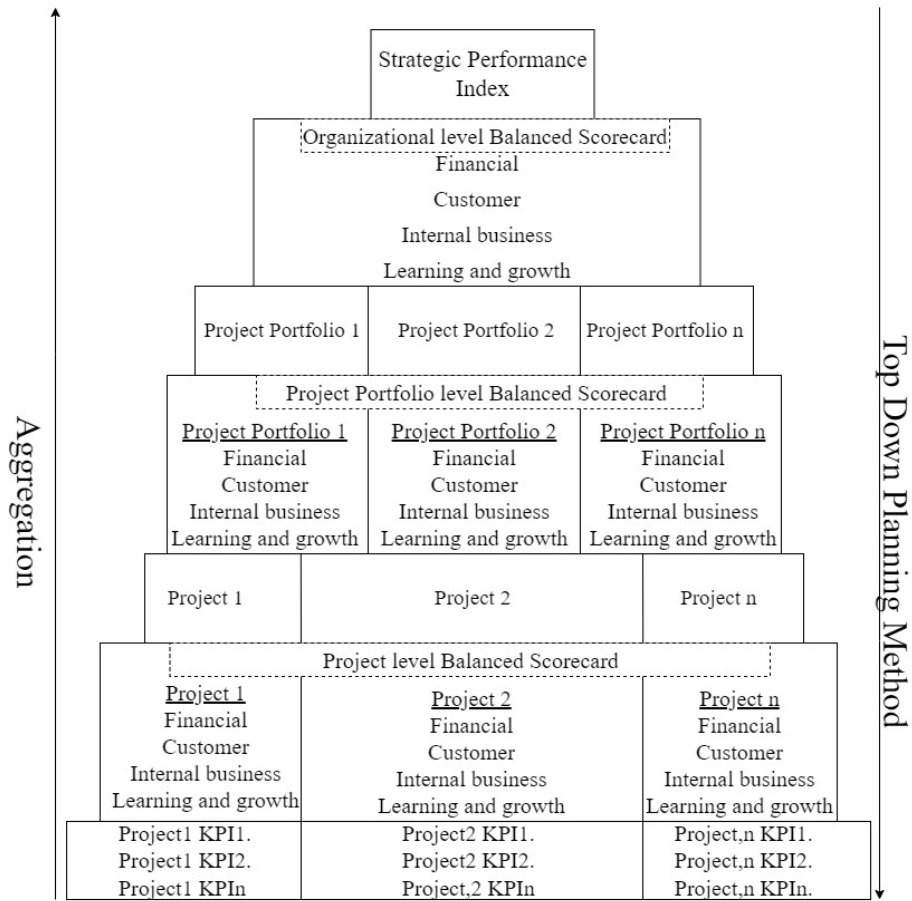 Strategic Performance
Index
Organizational level Balanced Scorecard
Financial
Customer
Internal business
Learning and growth
Project Portfolio 1
Project Portfolio 2
Project Portfolio n
Project Portfolio level Balanced Scorecard
Project Portfolio 1
Financial
Customer
Internal business
Learning and growth
Project Portfolio 2
Financial
Customer
Internal business
Learning and growth
Project Portfolio n
Financial
Customer
Internal business
Learning and growth
Project 1
Project 2
Project n
Project level Balanced Scorecard
Project 1
Financial
Customer
Internal business
Learning and growth
Project 2
Financial
Customer
Internal business
Learning and growth
Project n
Financial
Customer
Internal business
Learning and growth
Project1 KPI1.
Project1 KPI2.
Project1 KPIn
Project2 KPI1.
Project2 KPI2.
Project,2 KPIn
Project,n KPI1.
Project,n KPI2.
Project,n KPIn.
Aggregation
Top Down Planning Method